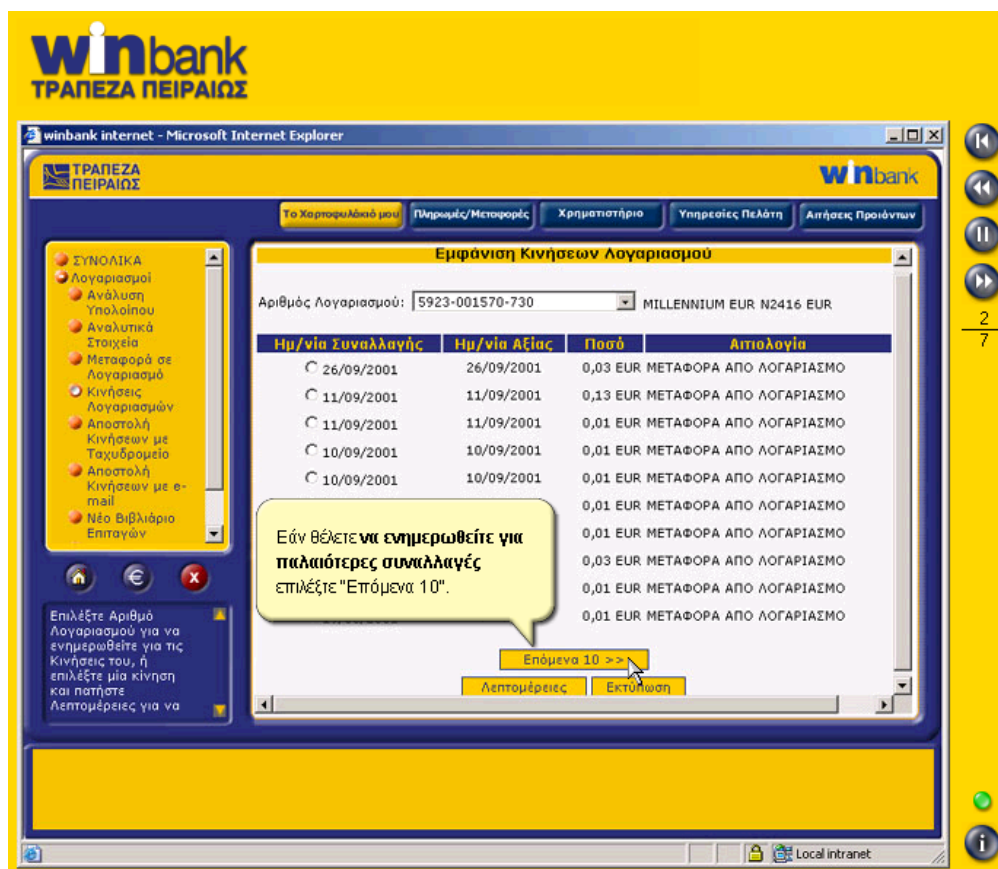 winbank
ΤΡΑΠΕΖΑ ΠΕΙΡΑΙΩΣ
winbank internet - Microsoft Internet Explorer
ΤΡΑΠΕΖΑ
ΠΕΙΡΑΙΩΣ
winbank
Το Χαρτοφυλάκιό μου
Πληρωμές/Μεταφορές
Χρηματιστήριο
Υπηρεσίες Πελάτη
Αιτήσεις Προιόντων
ΣΥΝΟΛΙΚΑ
Λογαριασμοί
Ανάλυση
Υπολοίπου
Αναλυτικά
Στοιχεία
Μεταφορά σε
Λογαριασμό
Κινήσεις
Λογαριασμών
Αποστολή
Κινήσεων με
Ταχυδρομείο
Αποστολή
Κινήσεων με e-
mail
Νέο Βιβλιάριο
Επιταγών
Επιλέξτε Αριθμό
Λογαριασμού για να
ενημερωθείτε για τις
Κινήσεις του, ή
επιλέξτε μία κίνηση
και πατήστε
Λεπτομέρειες για να
Εμφάνιση Κινήσεων Λογαριασμού
Αριθμός Λογαριασμού: 5923-001570-730 MILLENNIUM EUR N2416 EUR
Ημ/νία Συναλλαγής Ημ/νία Αξίας Ποσό Αιτιολογία
26/09/2001 26/09/2001 0,03 EUR ΜΕΤΑΦΟΡΑ ΑΠΟ ΛΟΓΑΡΙΑΣΜΟ
11/09/2001 11/09/2001 0,13 EUR ΜΕΤΑΦΟΡΑ ΑΠΟ ΛΟΓΑΡΙΑΣΜΟ
11/09/2001 11/09/2001 0,01 EUR ΜΕΤΑΦΟΡΑ ΑΠΟ ΛΟΓΑΡΙΑΣΜΟ
10/09/2001 10/09/2001 0,01 EUR ΜΕΤΑΦΟΡΑ ΑΠΟ ΛΟΓΑΡΙΑΣΜΟ
10/09/2001 10/09/2001 0,01 EUR ΜΕΤΑΦΟΡΑ ΑΠΟ ΛΟΓΑΡΙΑΣΜΟ
0,01 EUR ΜΕΤΑΦΟΡΑ ΑΠΟ ΛΟΓΑΡΙΑΣΜΟ
0,01 EUR ΜΕΤΑΦΟΡΑ ΑΠΟ ΛΟΓΑΡΙΑΣΜΟ
0,03 EUR ΜΕΤΑΦΟΡΑ ΑΠΟ ΛΟΓΑΡΙΑΣΜΟ
0,01 EUR ΜΕΤΑΦΟΡΑ ΑΠΟ ΛΟΓΑΡΙΑΣΜΟ
0,01 EUR ΜΕΤΑΦΟΡΑ ΑΠΟ ΛΟΓΑΡΙΑΣΜΟ
Εάν θέλετε να ενημερωθείτε για
παλαιότερες συναλλαγές
επιλέξτε "Επόμενα 10".
Επόμενα 10 >>
Λεπτομέρειες
Εκτύπωση
2
7
Local intranet